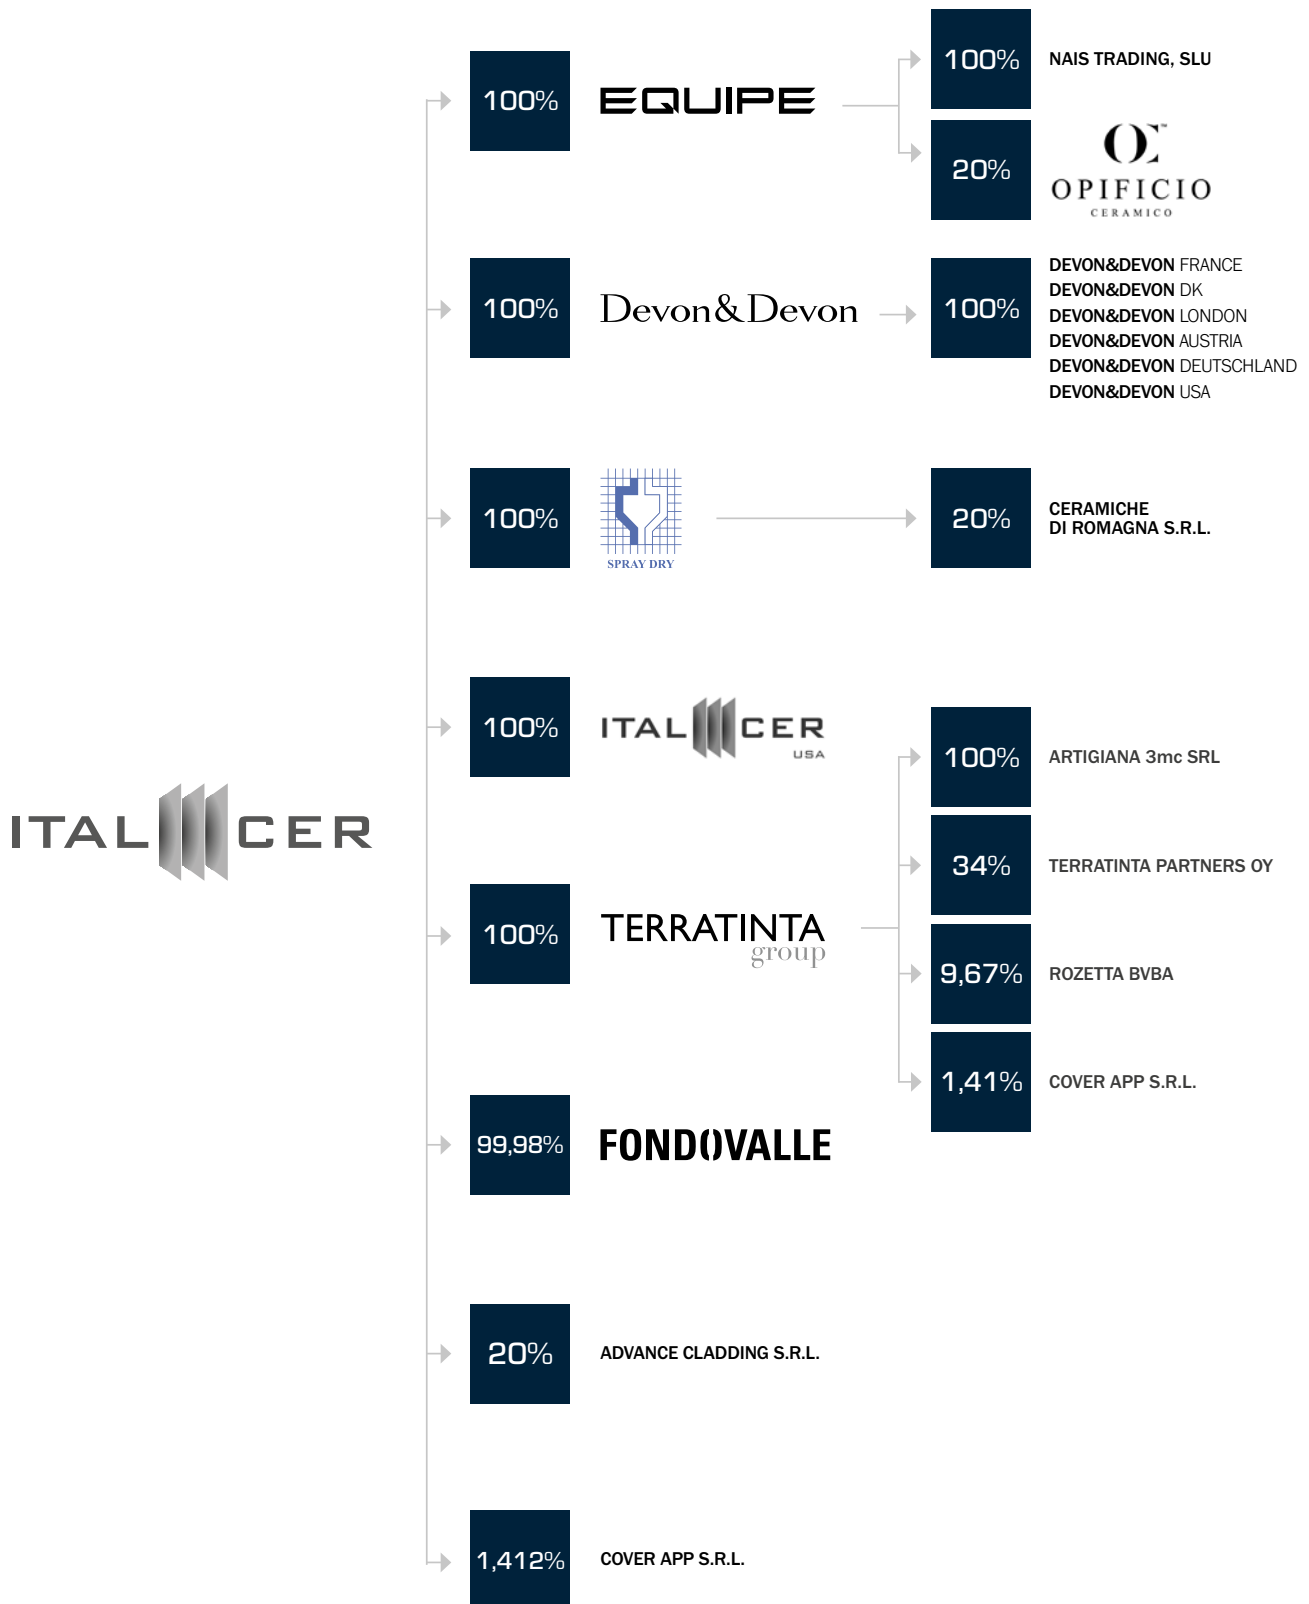 ITALCER
100%
EQUIPE
100%
NAIS TRADING, SLU
20%
OE™
OPIFICIO
CERAMICO
100%
Devon&Devon
100%
DEVON&DEVON FRANCE
DEVON&DEVON DK
DEVON&DEVON LONDON
DEVON&DEVON AUSTRIA
DEVON&DEVON DEUTSCHLAND
DEVON&DEVON USA
100%
SPRAY DRY
20%
CERAMICHE
DI ROMAGNA S.R.L.
100%
ITALCER
USA
100%
TERRATINTA
group
100%
ARTIGIANA 3mc SRL
34%
TERRATINTA PARTNERS OY
9,67%
ROZETTA BVBA
1,41%
COVER APP S.R.L.
99,98%
FONDOVALLE
20%
ADVANCE CLADDING S.R.L.
1,412%
COVER APP S.R.L.